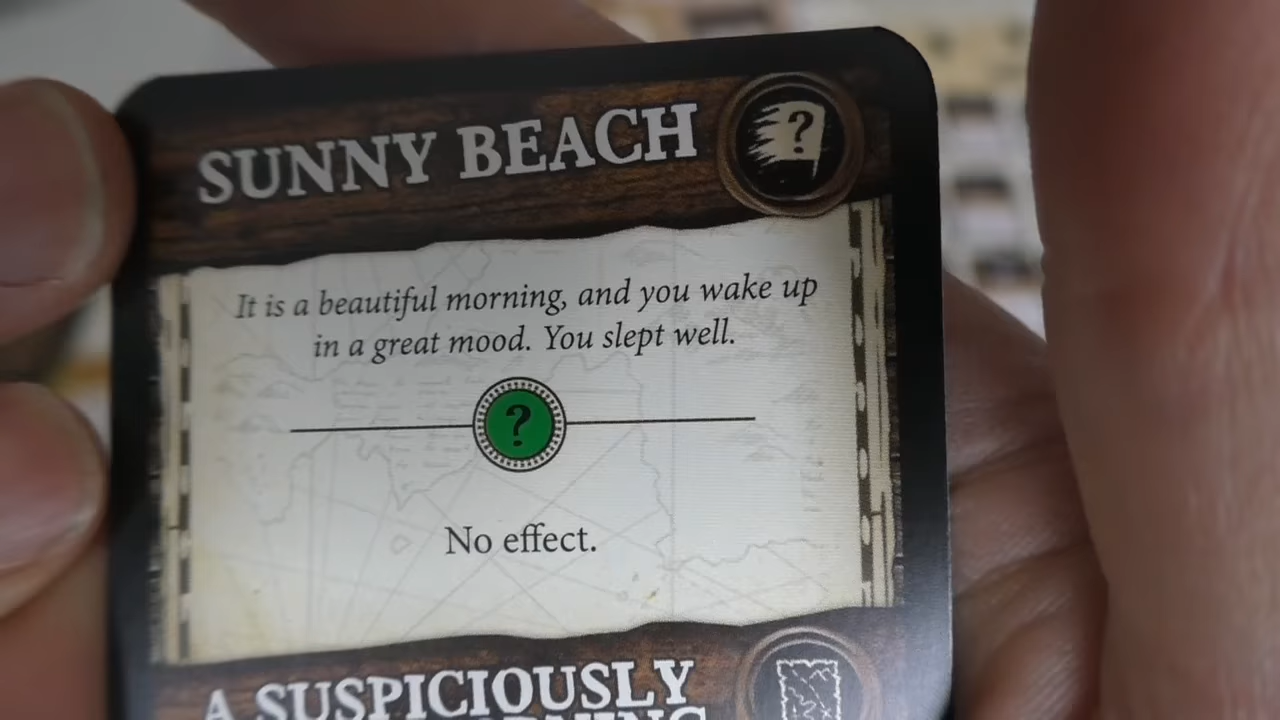 SUNNY BEACH
?
It is a beautiful morning, and you wake up
in a great mood. You slept well.
?
No effect.
A SUSPICIOUSLY